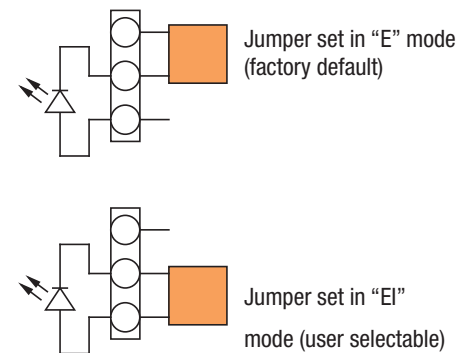 Jumper set in “E” mode
(factory default)
Jumper set in “EI”
mode (user selectable)